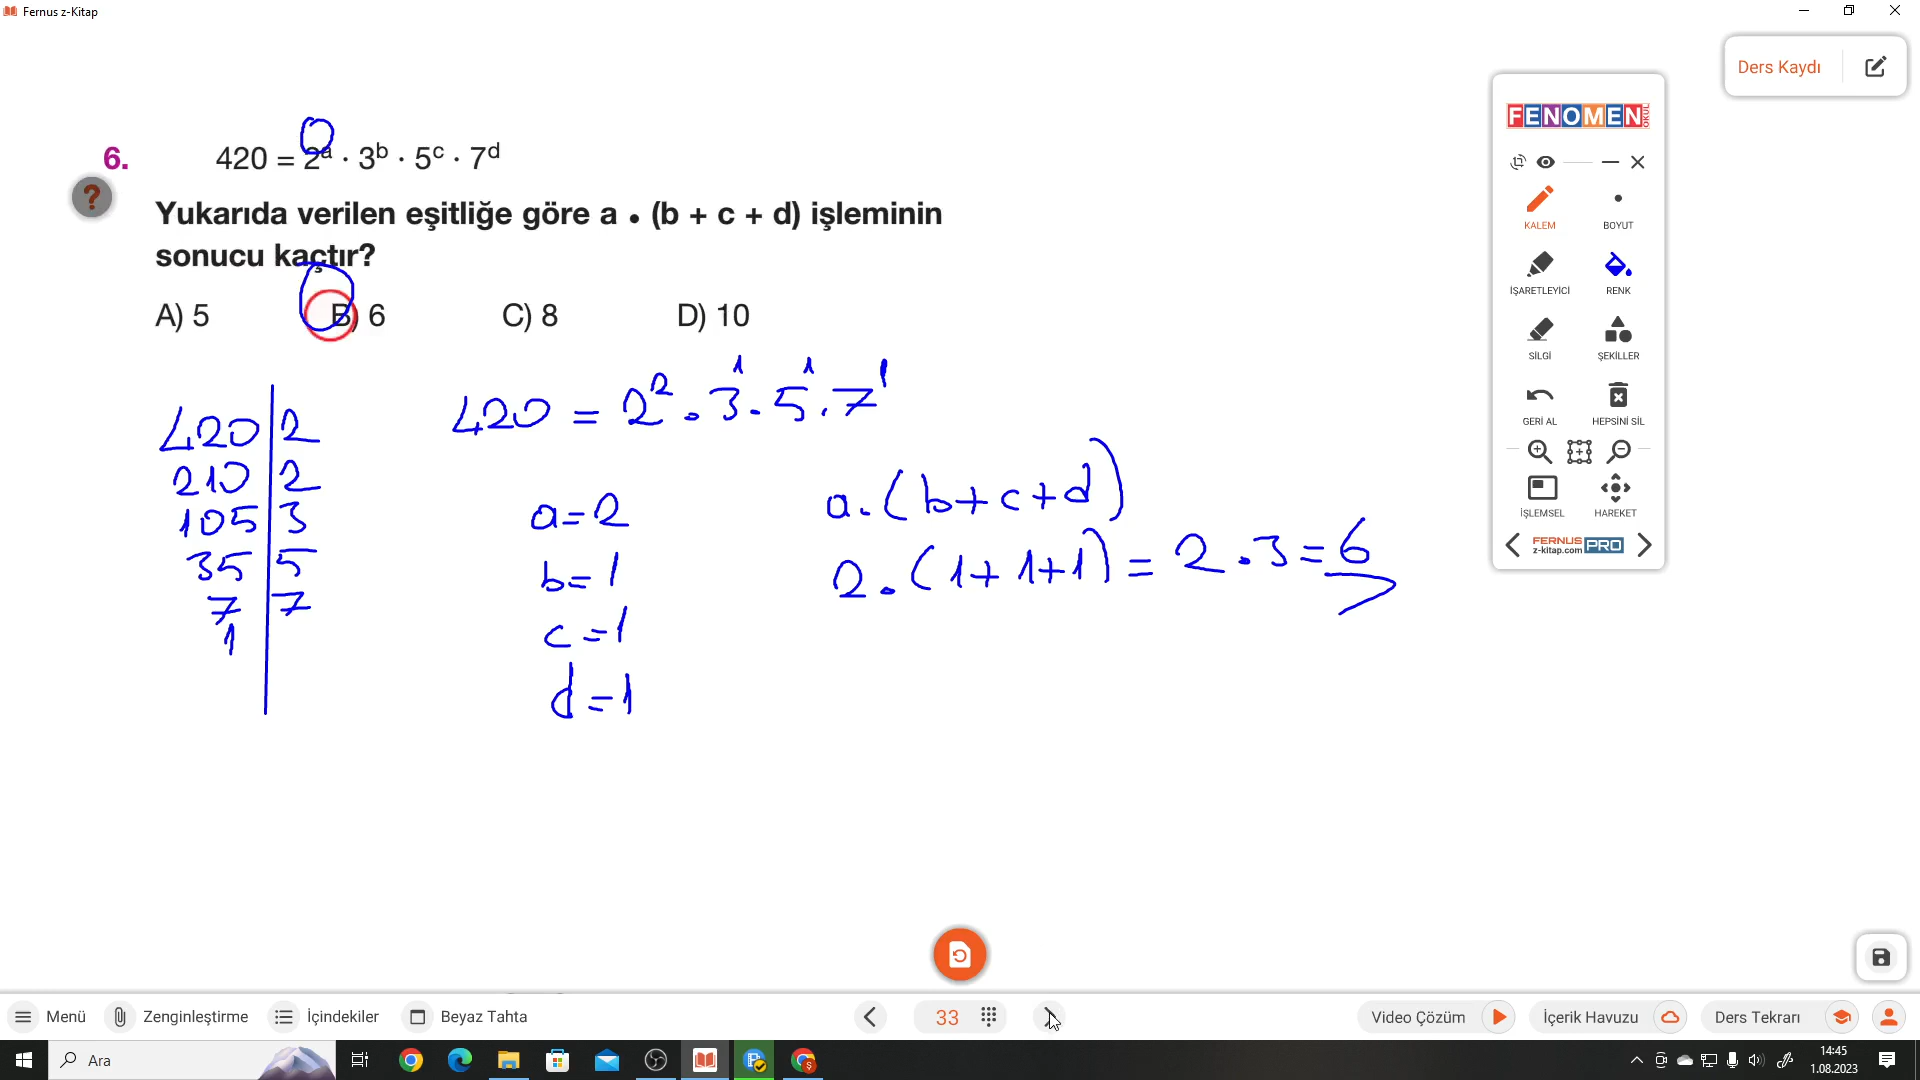 Fernus z-Kitap
Ders Kaydı
6. 420 = 2ᵃ · 3ᵇ · 5ᶜ · 7ᵈ
?
Yukarıda verilen eşitliğe göre a • (b + c + d) işleminin
sonucu kaçtır?
A) 5 B) 6 C) 8 D) 10
420 | 2
210 | 2
105 | 3
35 | 5
7 | 7
1
420 = 2² · 3¹ · 5¹ · 7¹
a=2
b=1
c=1
d=1
a.(b+c+d)
2.(1+1+1) = 2.3=6
FENOMEN OKUL
KALEM BOYUT
İŞARETLEYİCİ RENK
SİLGİ ŞEKİLLER
GERİ AL HEPSİNİ SİL
İŞLEMSEL HAREKET
FERNUS
z-kitap.com PRO
Menü Zenginleştirme İçindekiler Beyaz Tahta 33 Video Çözüm İçerik Havuzu Ders Tekrarı
Ara
14:45
1.08.2023